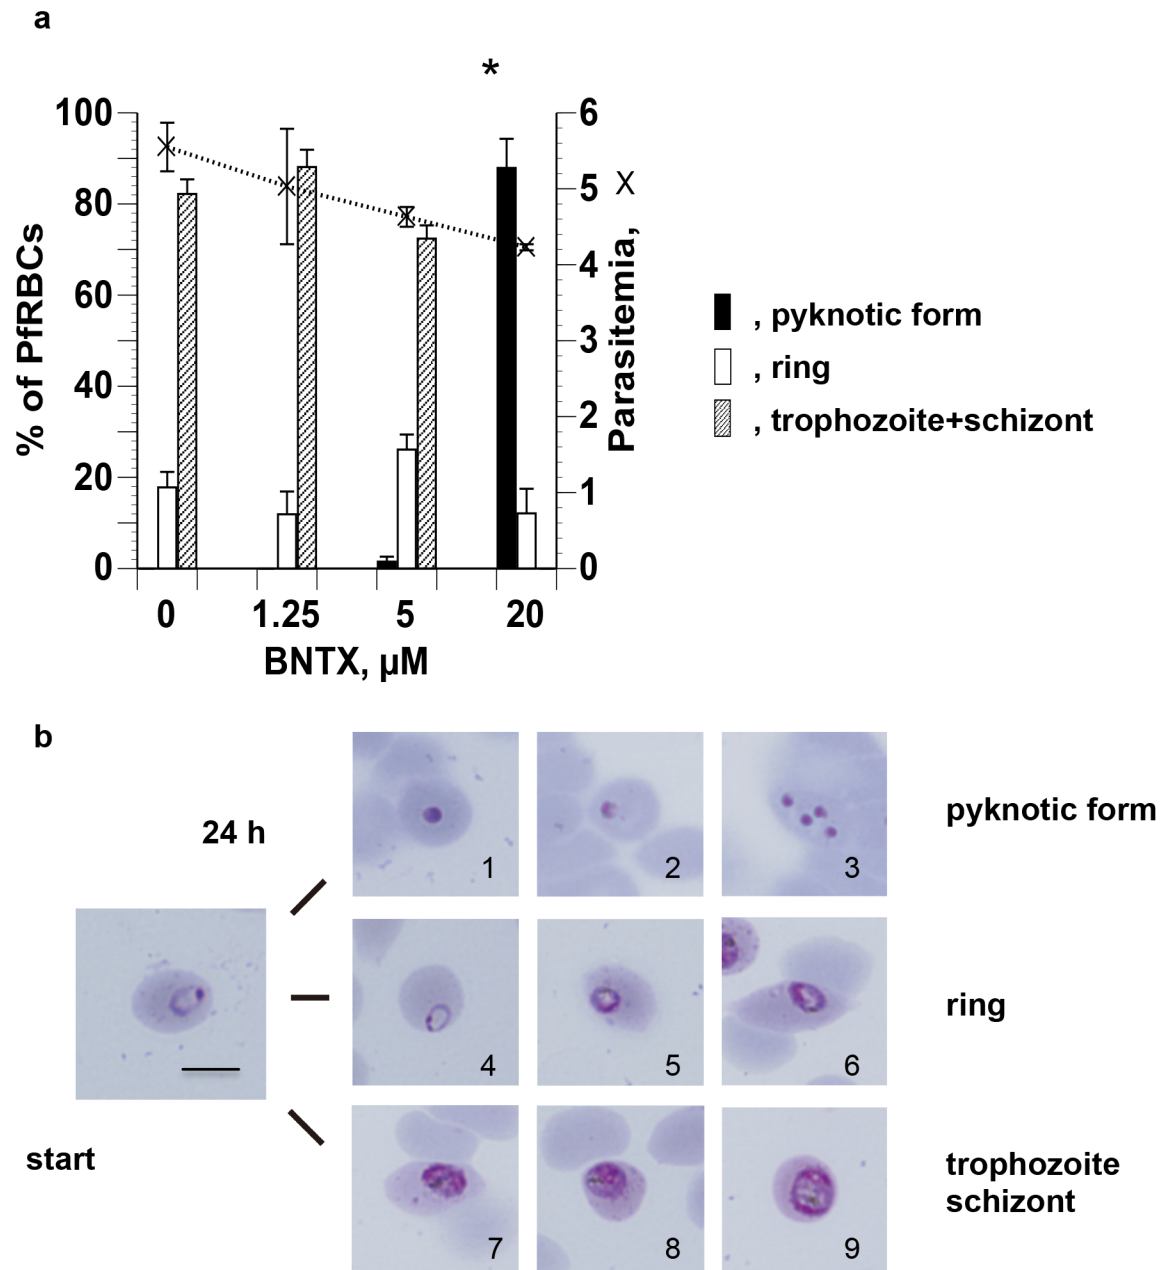 a
*
100
80
60
40
20
0
% of PfRBCs
6
5
4
3
2
1
0
Parasitemia, X
0 1.25 5 20
BNTX, µM
, pyknotic form
, ring
, trophozoite+schizont
b
24 h
start
1 2 3
pyknotic form
4 5 6
ring
7 8 9
trophozoite
schizont